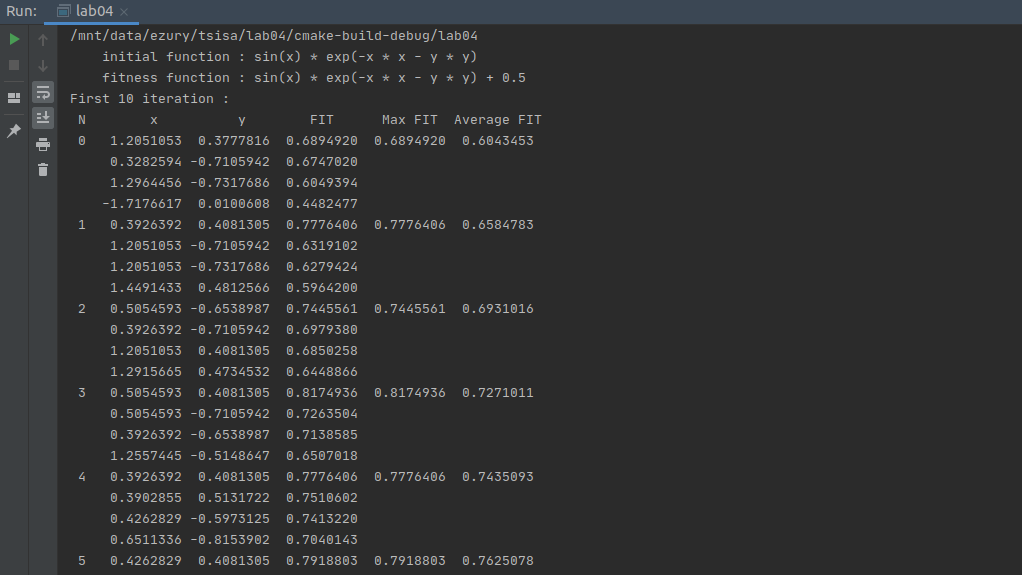 Run: lab04
/mnt/data/ezury/tsisa/lab04/cmake-build-debug/lab04
initial function : sin(x) * exp(-x * x - y * y)
fitness function : sin(x) * exp(-x * x - y * y) + 0.5
First 10 iteration :
N x y FIT Max FIT Average FIT
0 1.2051053 0.3777816 0.6894920 0.6894920 0.6043453
0.3282594 -0.7105942 0.6747020
1.2964456 -0.7317686 0.6049394
-1.7176617 0.0100608 0.4482477
1 0.3926392 0.4081305 0.7776406 0.7776406 0.6584783
1.2051053 -0.7105942 0.6319102
1.2051053 -0.7317686 0.6279424
1.4491433 0.4812566 0.5964200
2 0.5054593 -0.6538987 0.7445561 0.7445561 0.6931016
0.3926392 -0.7105942 0.6979380
1.2051053 0.4081305 0.6850258
1.2915665 0.4734532 0.6448866
3 0.5054593 0.4081305 0.8174936 0.8174936 0.7271011
0.5054593 -0.7105942 0.7263504
0.3926392 -0.6538987 0.7138585
1.2557445 -0.5148647 0.6507018
4 0.3926392 0.4081305 0.7776406 0.7776406 0.7435093
0.3902855 0.5131722 0.7510602
0.4262829 -0.5973125 0.7413220
0.6511336 -0.8153902 0.7040143
5 0.4262829 0.4081305 0.7918803 0.7918803 0.7625078